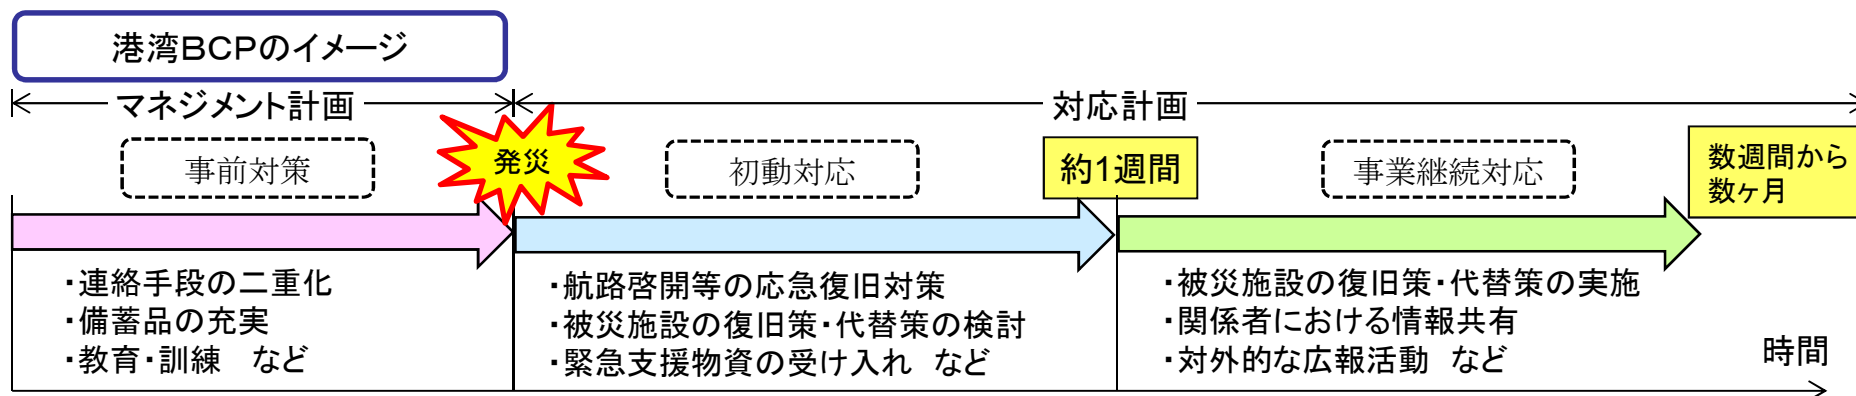 港湾BCPのイメージ
マネジメント計画
対応計画
事前対策
発災
初動対応
約1週間
事業継続対応
数週間から
数ヶ月
・連絡手段の二重化
・備蓄品の充実
・教育・訓練　など
・航路啓開等の応急復旧対策
・被災施設の復旧策・代替策の検討
・緊急支援物資の受け入れ　など
・被災施設の復旧策・代替策の実施
・関係者における情報共有
・対外的な広報活動　など
時間